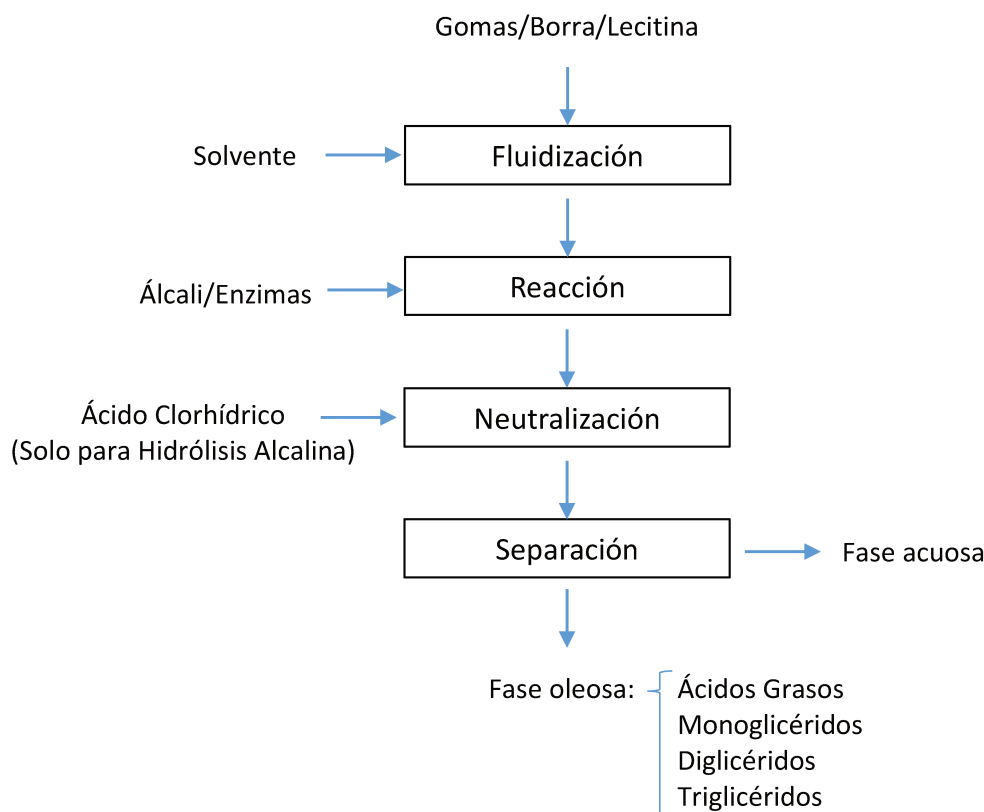 Gomas/Borra/Lecitina
Solvente
Fluidización
Álcali/Enzimas
Reacción
Ácido Clorhídrico
(Solo para Hidrólisis Alcalina)
Neutralización
Separación
Fase acuosa
Fase oleosa:
Ácidos Grasos
Monoglicéridos
Diglicéridos
Triglicéridos